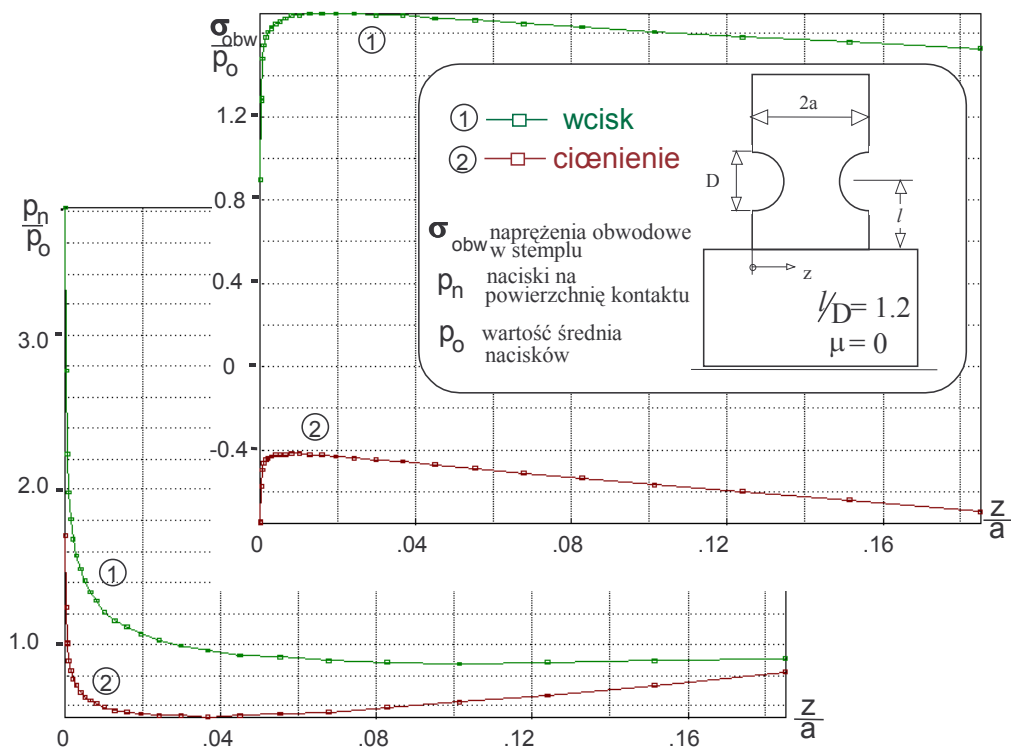 σobw
po
1.2
0.8
0.4
0
-0.4
0 .04 .08 .12 .16
z
a
1
2
1 wcisk
2 ciœnienie
σobw naprężenia obwodowe
w stemplu
pn naciski na
powierzchnię kontaktu
po wartość średnia
nacisków
2a
D
l
z
l/D= 1.2
μ = 0
pn
po
3.0
2.0
1.0
1
2
0 .04 .08 .12 .16
z
a